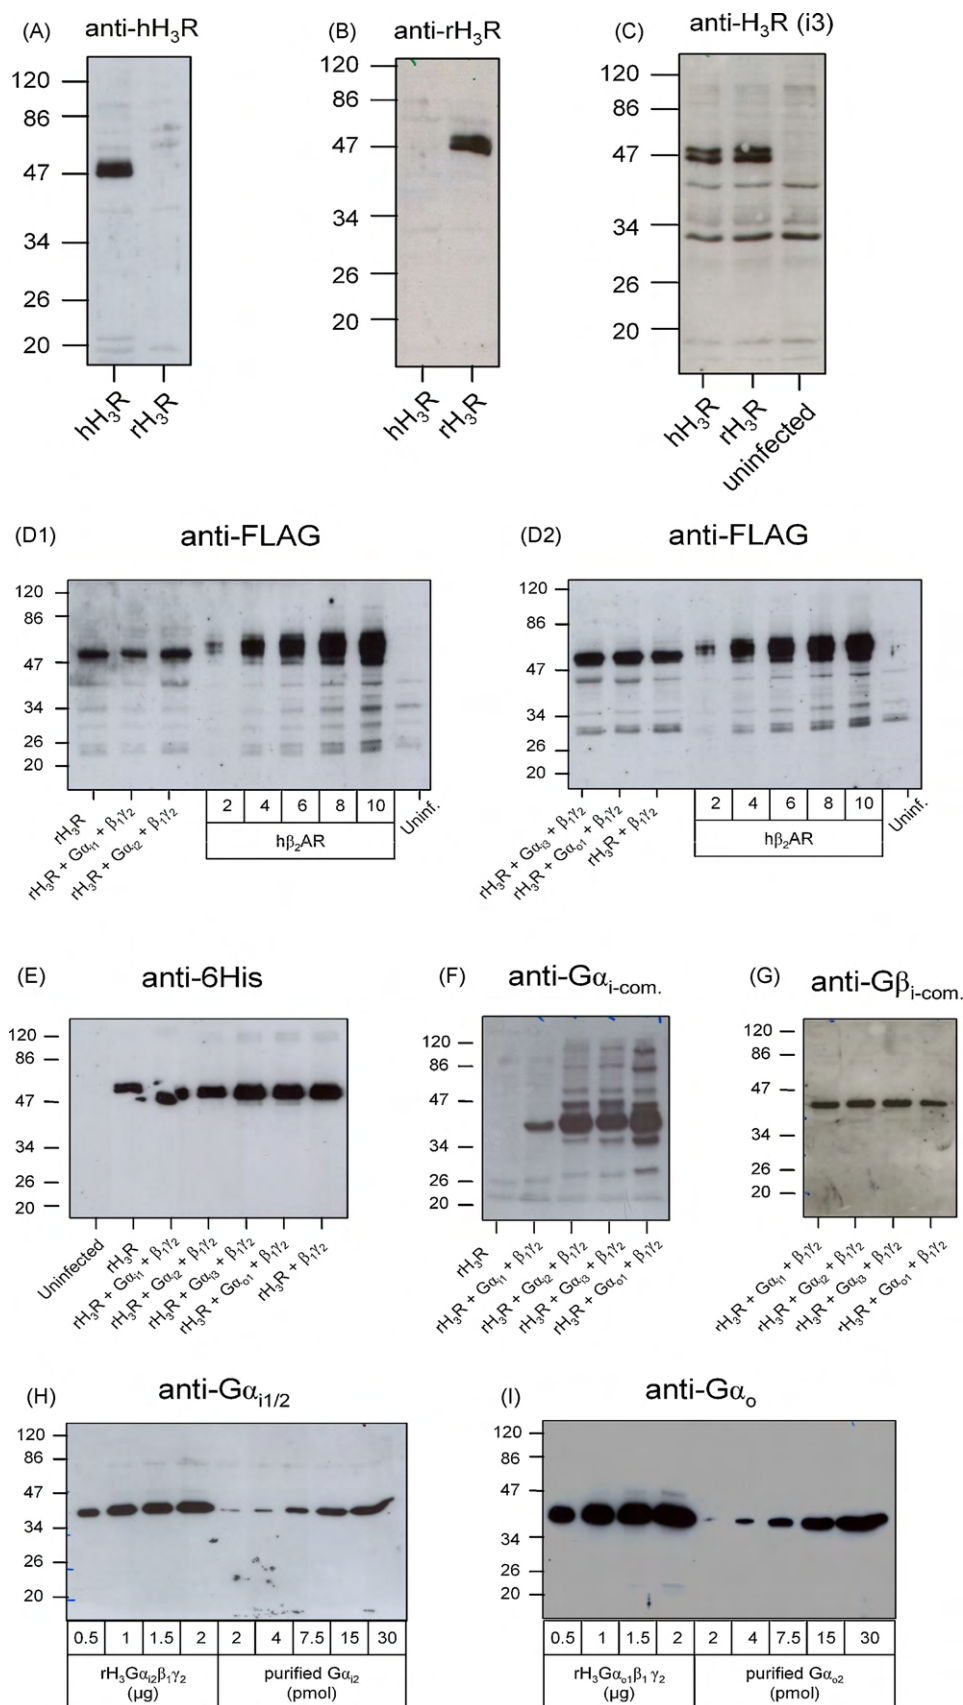 (A) anti-hH₃R
120
86
47
34
26
20
hH₃R
rH₃R
(B) anti-rH₃R
120
86
47
34
26
20
hH₃R
rH₃R
(C) anti-H₃R (i3)
120
86
47
34
26
20
hH₃R
rH₃R
uninfected
(D1) anti-FLAG
120
86
47
34
26
20
rH₃R
rH₃R + Gαᵢ₁ + β₁γ₂
rH₃R + Gαᵢ₂ + β₁γ₂
2 4 6 8 10
hβ₂AR
Uninf.
(D2) anti-FLAG
120
86
47
34
26
20
rH₃R + Gαᵢ₃ + β₁γ₂
rH₃R + Gαₒ₁ + β₁γ₂
rH₃R + β₁γ₂
2 4 6 8 10
hβ₂AR
Uninf.
(E) anti-6His
120
86
47
34
26
20
Uninfected
rH₃R
rH₃R + Gαᵢ₁ + β₁γ₂
rH₃R + Gαᵢ₂ + β₁γ₂
rH₃R + Gαᵢ₃ + β₁γ₂
rH₃R + Gαₒ₁ + β₁γ₂
rH₃R + β₁γ₂
(F) anti-Gαi-com.
120
86
47
34
26
20
rH₃R
rH₃R + Gαᵢ₁ + β₁γ₂
rH₃R + Gαᵢ₂ + β₁γ₂
rH₃R + Gαᵢ₃ + β₁γ₂
rH₃R + Gαₒ₁ + β₁γ₂
(G) anti-Gβi-com.
120
86
47
34
26
20
rH₃R + Gαᵢ₁ + β₁γ₂
rH₃R + Gαᵢ₂ + β₁γ₂
rH₃R + Gαᵢ₃ + β₁γ₂
rH₃R + Gαₒ₁ + β₁γ₂
(H) anti-Gαi1/2
120
86
47
34
26
20
0.5 1 1.5 2 2 4 7.5 15 30
rH₃Gαᵢ₂β₁γ₂ purified Gαᵢ₂
(µg) (pmol)
(I) anti-Gαₒ
120
86
47
34
26
20
0.5 1 1.5 2 2 4 7.5 15 30
rH₃Gαₒ₁β₁γ₂ purified Gαₒ₂
(µg) (pmol)